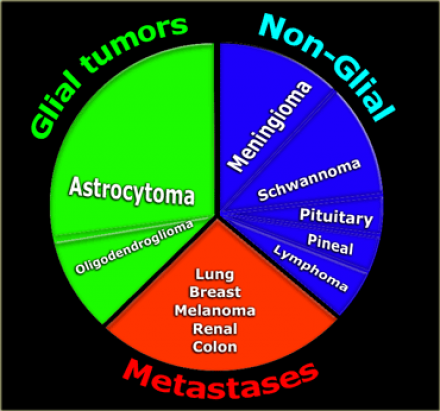 Glial tumors
Non-Glial
Meningioma
Astrocytoma
Schwannoma
Pituitary
Oligodendroglioma
Pineal
Lymphoma
Lung
Breast
Melanoma
Renal
Colon
Metastases